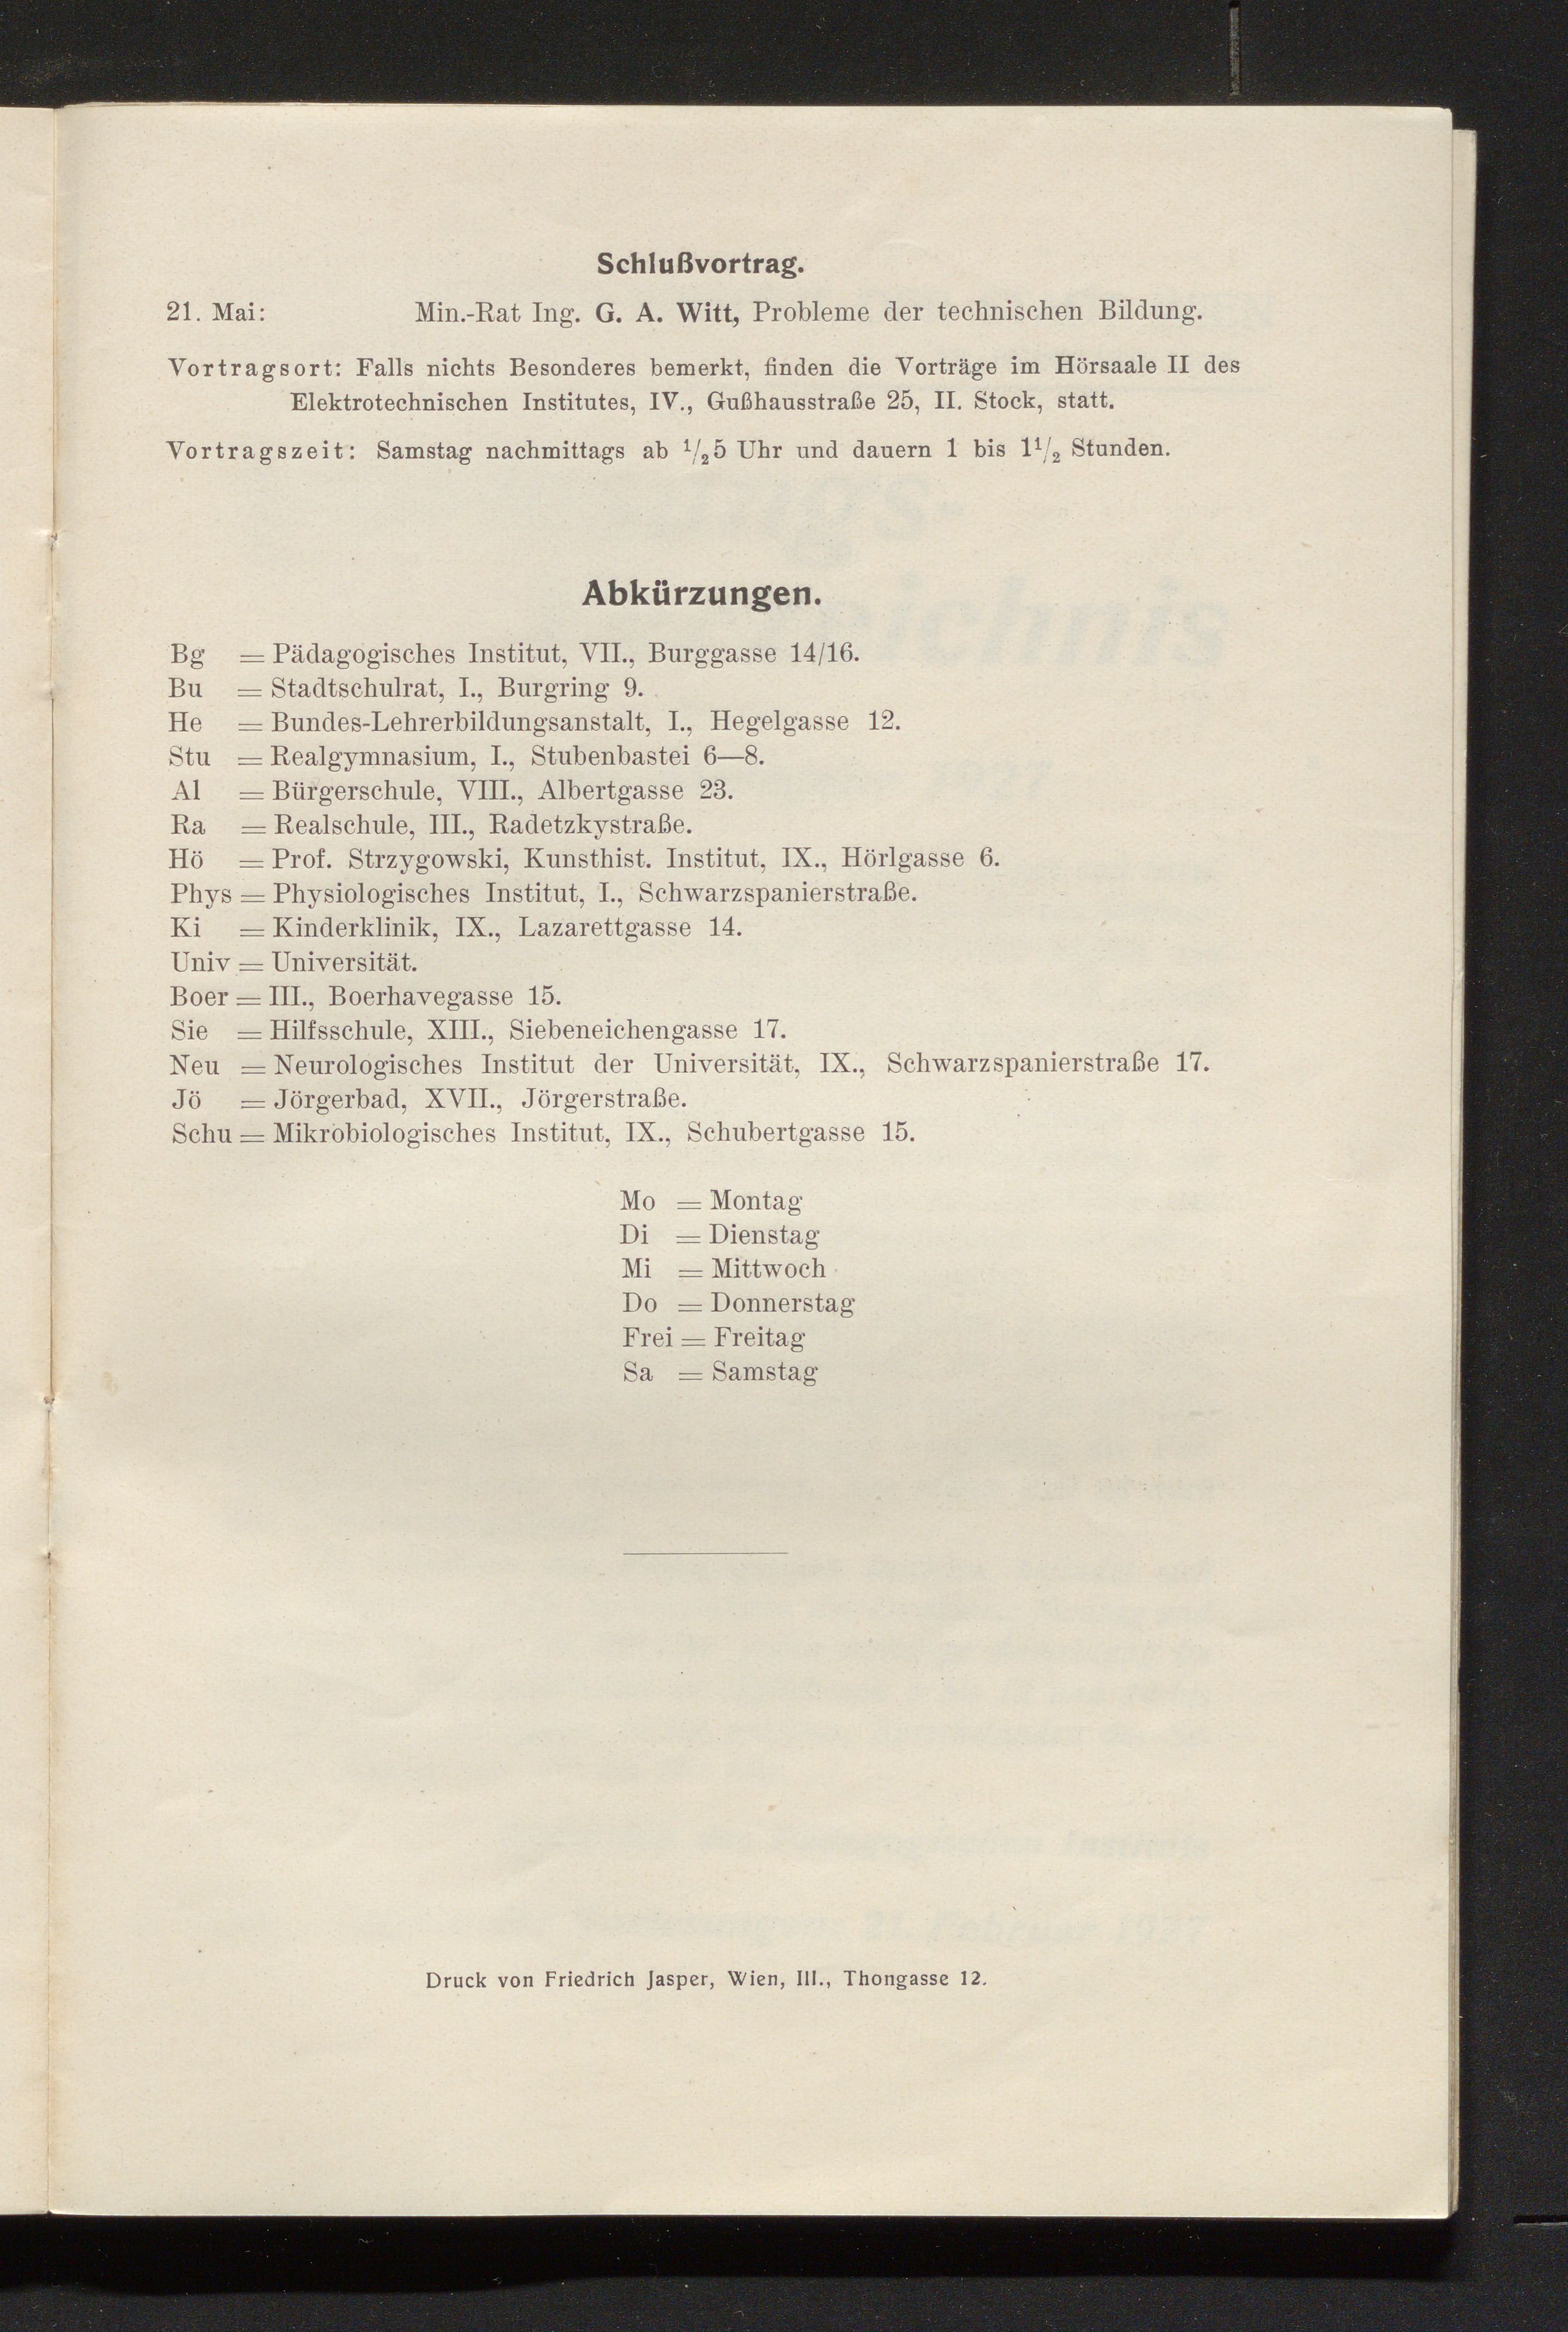 Schlußvortrag.
21. Mai: Min.-Rat Ing. G. A. Witt, Probleme der technischen Bildung.
Vortragsort: Falls nichts Besonderes bemerkt, finden die Vorträge im Hörsaale II des
Elektrotechnischen Institutes, IV., Gußhausstraße 25, II. Stock, statt.
Vortragszeit: Samstag nachmittags ab 1/2 5 Uhr und dauern 1 bis 1 1/2 Stunden.
Abkürzungen.
Bg = Pädagogisches Institut, VII., Burggasse 14/16.
Bu = Stadtschulrat, I., Burgring 9.
He = Bundes-Lehrerbildungsanstalt, I., Hegelgasse 12.
Stu = Realgymnasium, I., Stubenbastei 6—8.
Al = Bürgerschule, VIII., Albertgasse 23.
Ra = Realschule, III., Radetzkystraße.
Hö = Prof. Strzygowski, Kunsthist. Institut, IX., Hörlgasse 6.
Phys = Physiologisches Institut, I., Schwarzspanierstraße.
Ki = Kinderklinik, IX., Lazarettgasse 14.
Univ = Universität.
Boer = III., Boerhavegasse 15.
Sie = Hilfsschule, XIII., Siebeneichengasse 17.
Neu = Neurologisches Institut der Universität, IX., Schwarzspanierstraße 17.
Jö = Jörgerbad, XVII., Jörgerstraße.
Schu = Mikrobiologisches Institut, IX., Schubertgasse 15.
Mo = Montag
Di = Dienstag
Mi = Mittwoch
Do = Donnerstag
Frei = Freitag
Sa = Samstag
Druck von Friedrich Jasper, Wien, III., Thongasse 12.